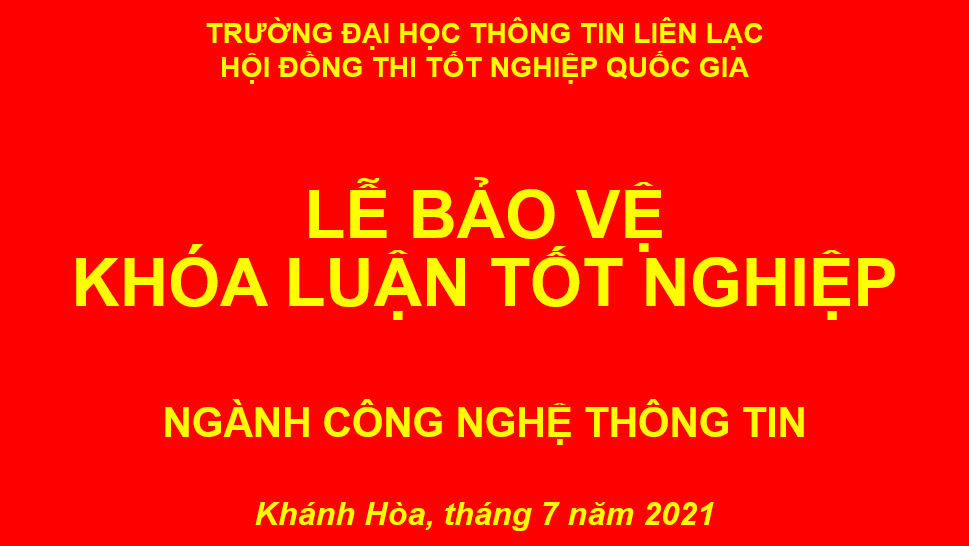 TRƯỜNG ĐẠI HỌC THÔNG TIN LIÊN LẠC
HỘI ĐỒNG THI TỐT NGHIỆP QUỐC GIA
LỄ BẢO VỆ
KHÓA LUẬN TỐT NGHIỆP
NGÀNH CÔNG NGHỆ THÔNG TIN
Khánh Hòa, tháng 7 năm 2021